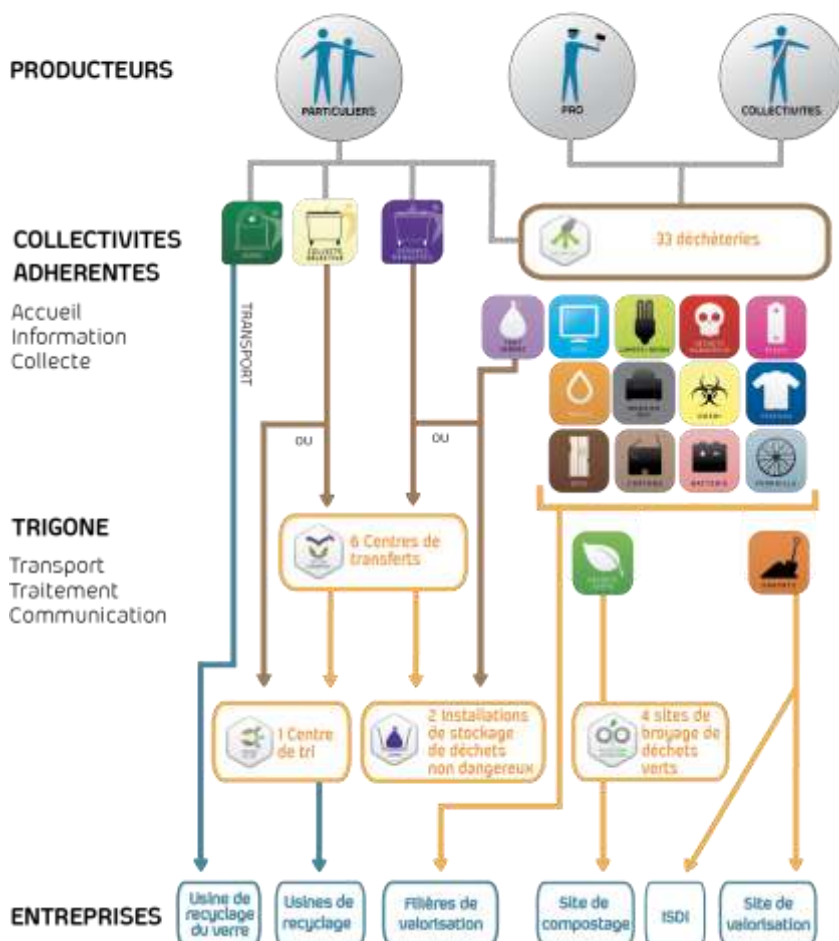 PRODUCTEURS
PARTICULIERS
PRO
COLLECTIVITES
COLLECTIVITES
ADHERENTES
Accueil
Information
Collecte
COLLECTE
SELECTIVE
33 déchèteries
TRANSPORT
OU
OU
TRIGONE
Transport
Traitement
Communication
6 Centres de
transferts
1 Centre
de tri
2 Installations
de stockage
de déchets
non dangereux
4 sites de
broyage de
déchets
verts
ENTREPRISES
Usine de
recyclage
du verre
Usines de
recyclage
Filières de
valorisation
Site de
compostage
ISDI
Site de
valorisation